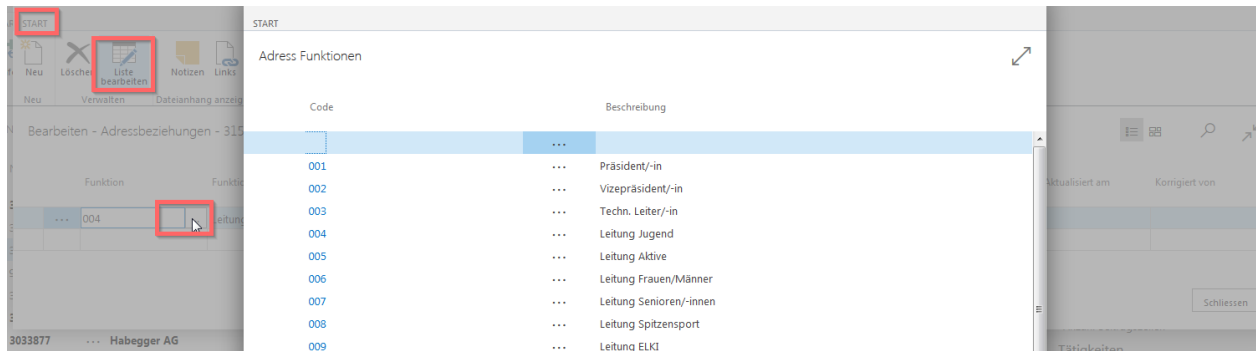 START
START
Adress Funktionen
Neu
Löschen
Liste
bearbeiten
Notizen
Links
Neu
Verwalten
Dateianhang anzeig
Code
Beschreibung
Bearbeiten - Adressbeziehungen - 315
...
001 ... Präsident/-in
002 ... Vizepräsident/-in
Funktion
Funktio
Aktualisiert am
Korrigiert von
003 ... Techn. Leiter/-in
... 004
Leitung
004 ... Leitung Jugend
005 ... Leitung Aktive
006 ... Leitung Frauen/Männer
007 ... Leitung Senioren/-innen
Schliessen
008 ... Leitung Spitzensport
009 ... Leitung ELKI
3033877 ... Habegger AG
Tätigkeiten